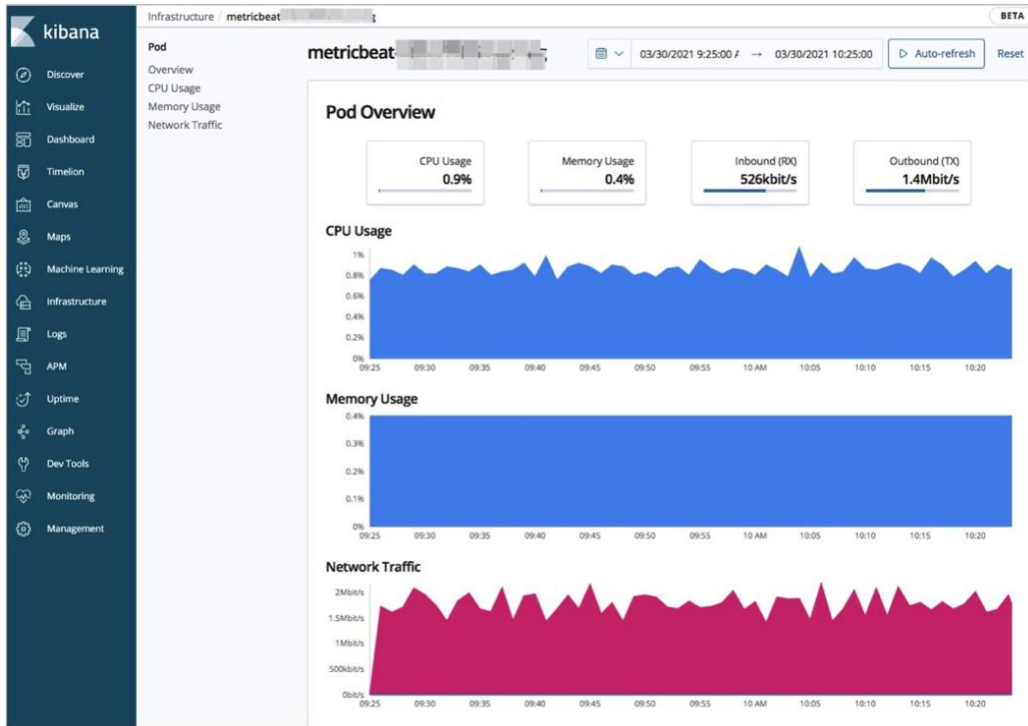 kibana
Discover
Visualize
Dashboard
Timelion
Canvas
Maps
Machine Learning
Infrastructure
Logs
APM
Uptime
Graph
Dev Tools
Monitoring
Management
Infrastructure / metricbeat
BETA
Pod
Overview
CPU Usage
Memory Usage
Network Traffic
metricbeat-
03/30/2021 9:25:00 → 03/30/2021 10:25:00
Auto-refresh
Reset
Pod Overview
CPU Usage
0.9%
Memory Usage
0.4%
Inbound (RX)
526kbit/s
Outbound (TX)
1.4Mbit/s
CPU Usage
1%
0.8%
0.6%
0.4%
0.2%
0%
09:25 09:30 09:35 09:40 09:45 09:50 09:55 10 AM 10:05 10:10 10:15 10:20
Memory Usage
0.4%
0.3%
0.2%
0.1%
0%
09:25 09:30 09:35 09:40 09:45 09:50 09:55 10 AM 10:05 10:10 10:15 10:20
Network Traffic
2Mbit/s
1.5Mbit/s
1Mbit/s
500kbit/s
0bit/s
09:25 09:30 09:35 09:40 09:45 09:50 09:55 10 AM 10:05 10:10 10:15 10:20